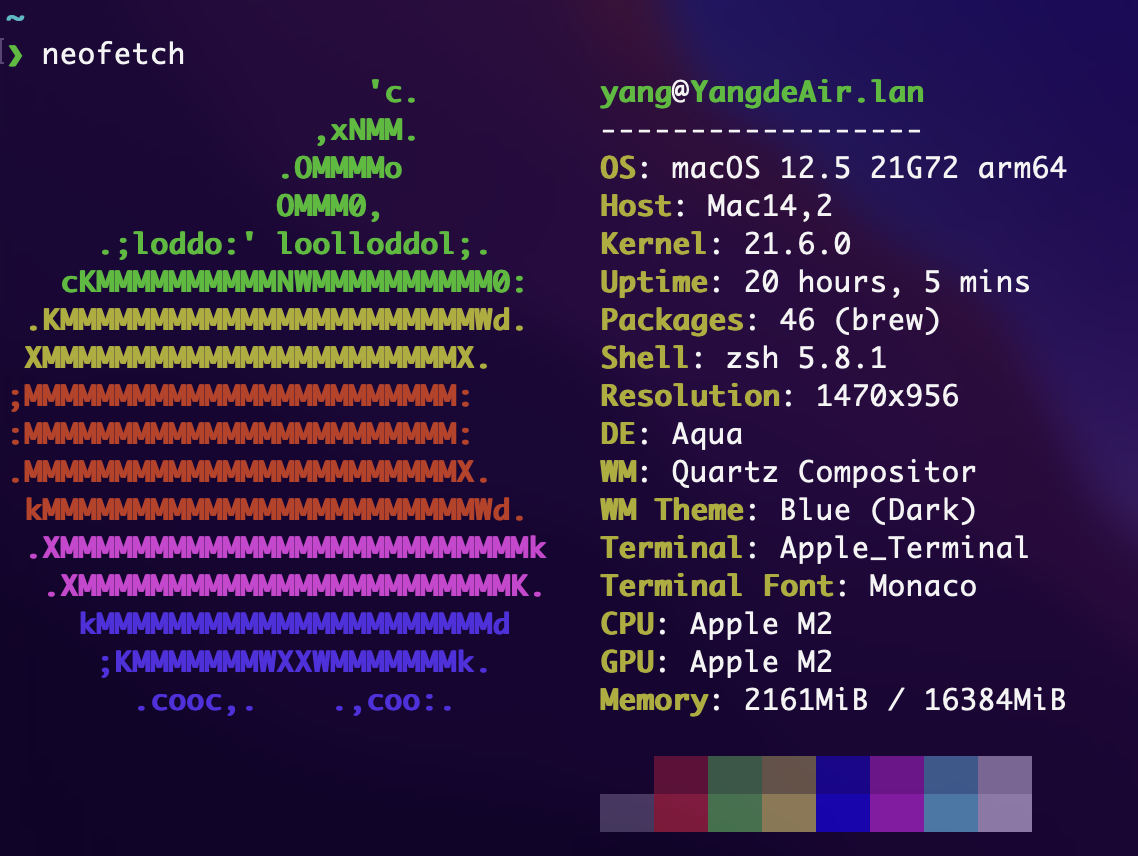 ~
❯ neofetch
'c.
,xNMM.
.OMMMMo
OMMM0,
.;loddo:' loolloddol;.
cKMMMMMMMMMMNWMMMMMMMMMM0:
.KMMMMMMMMMMMMMMMMMMMMMMMWd.
XMMMMMMMMMMMMMMMMMMMMMMMX.
;MMMMMMMMMMMMMMMMMMMMMMMM:
:MMMMMMMMMMMMMMMMMMMMMMMM:
.MMMMMMMMMMMMMMMMMMMMMMMMX.
kMMMMMMMMMMMMMMMMMMMMMMMMWd.
.XMMMMMMMMMMMMMMMMMMMMMMMMMMk
.XMMMMMMMMMMMMMMMMMMMMMMMMK.
kMMMMMMMMMMMMMMMMMMMMMMd
;KMMMMMMMWXXWMMMMMMMk.
.cooc,.    .,coo:.
yang@YangdeAir.lan
------------------
OS: macOS 12.5 21G72 arm64
Host: Mac14,2
Kernel: 21.6.0
Uptime: 20 hours, 5 mins
Packages: 46 (brew)
Shell: zsh 5.8.1
Resolution: 1470x956
DE: Aqua
WM: Quartz Compositor
WM Theme: Blue (Dark)
Terminal: Apple_Terminal
Terminal Font: Monaco
CPU: Apple M2
GPU: Apple M2
Memory: 2161MiB / 16384MiB